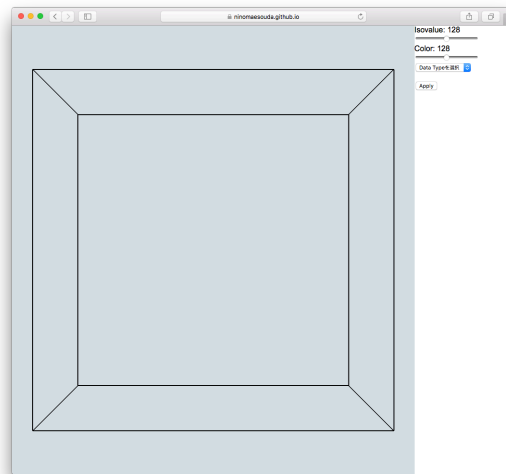 ninomaesouda.github.io
Isovalue: 128
Color: 128
Data Typeを選択
Apply